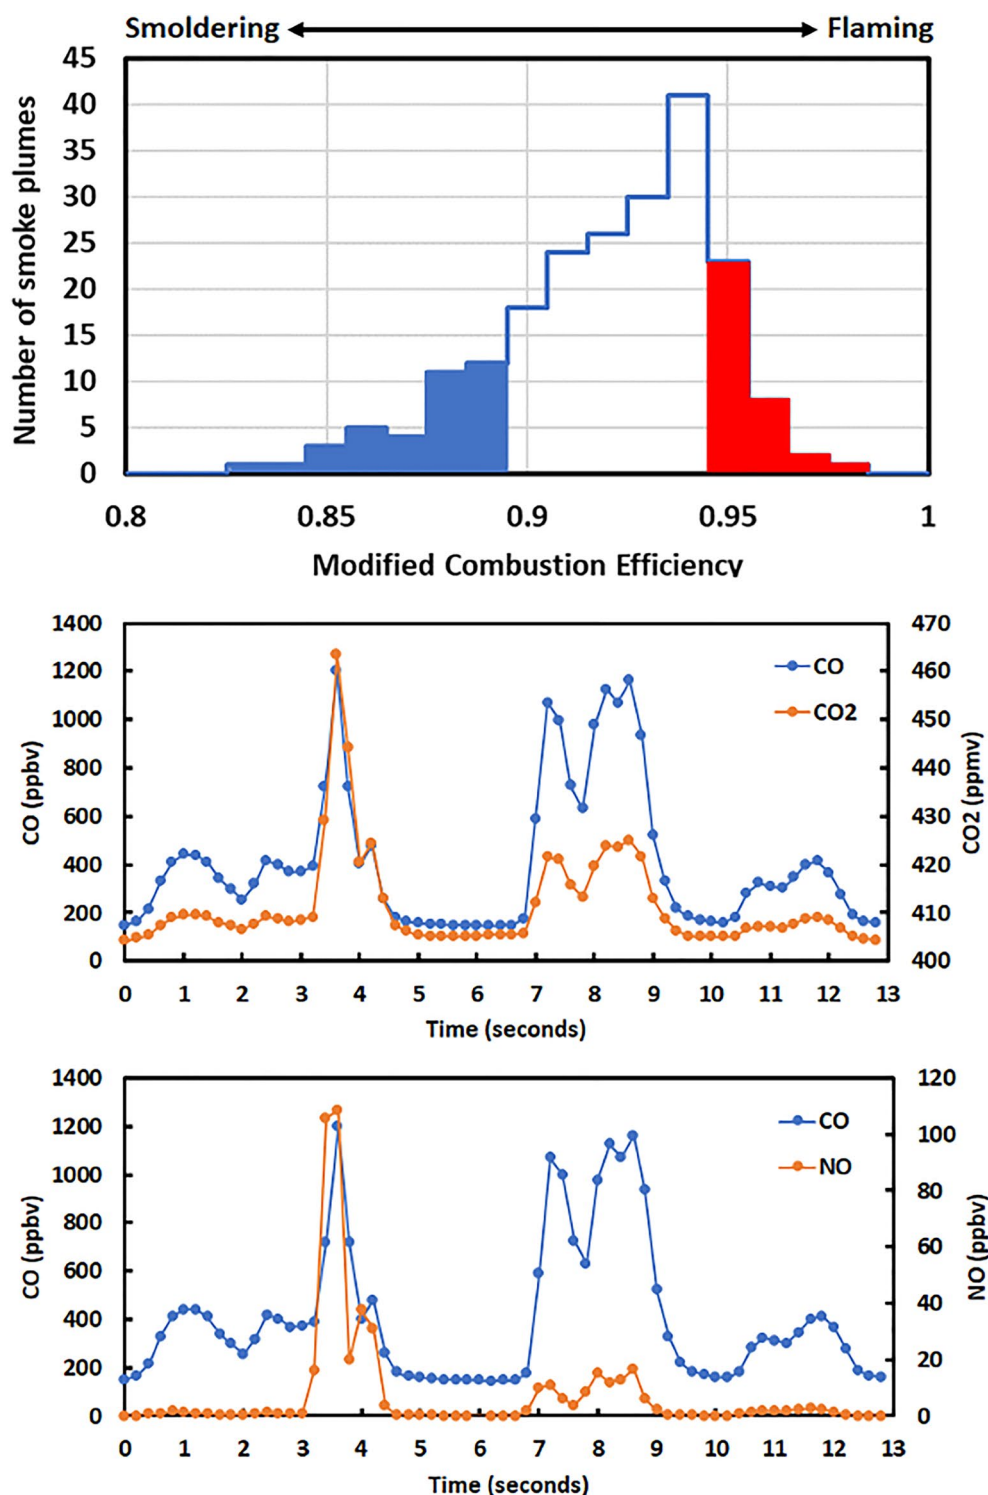 Smoldering Flaming
45
40
35
30
25
20
15
10
5
0
Number of smoke plumes
0.8 0.85 0.9 0.95 1
Modified Combustion Efficiency
1400
1200
1000
800
600
400
200
0
CO (ppbv)
CO
CO2
470
460
450
440
430
420
410
400
CO2 (ppmv)
0 1 2 3 4 5 6 7 8 9 10 11 12 13
Time (seconds)
1400
1200
1000
800
600
400
200
0
CO (ppbv)
CO
NO
120
100
80
60
40
20
0
NO (ppbv)
0 1 2 3 4 5 6 7 8 9 10 11 12 13
Time (seconds)